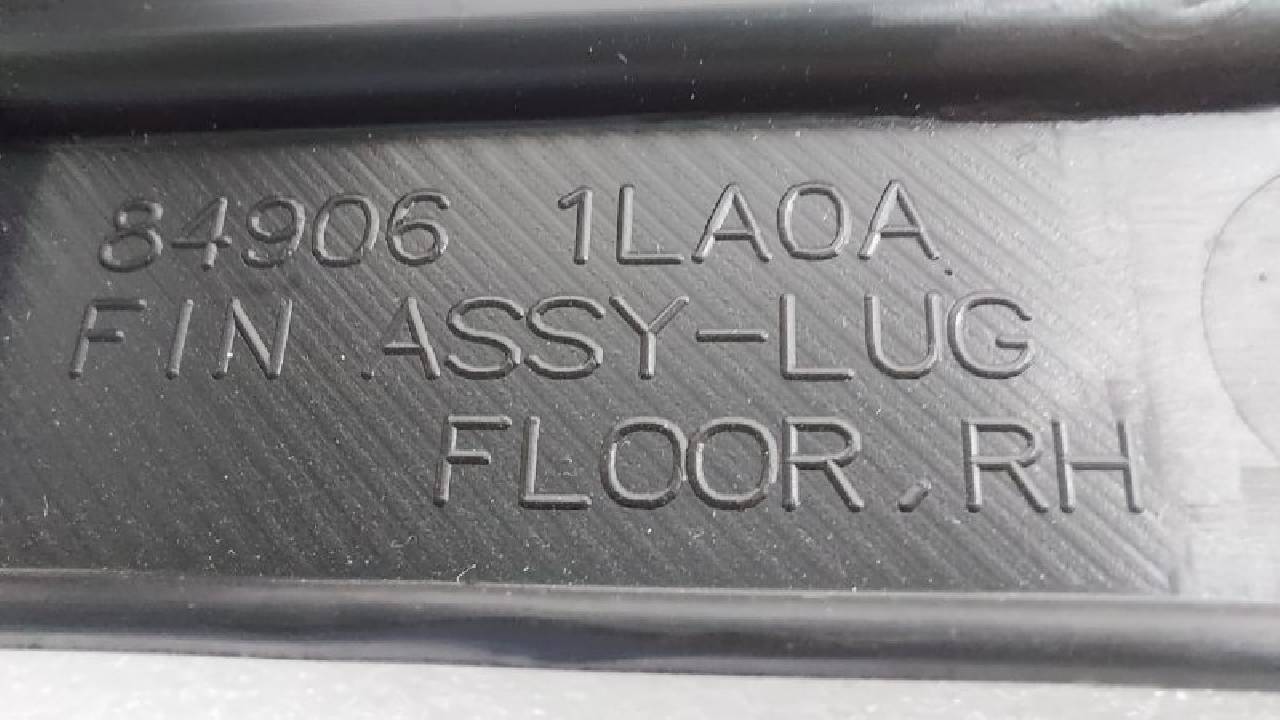 84906 1LA0A
FIN ASSY-LUG
FLOOR,RH